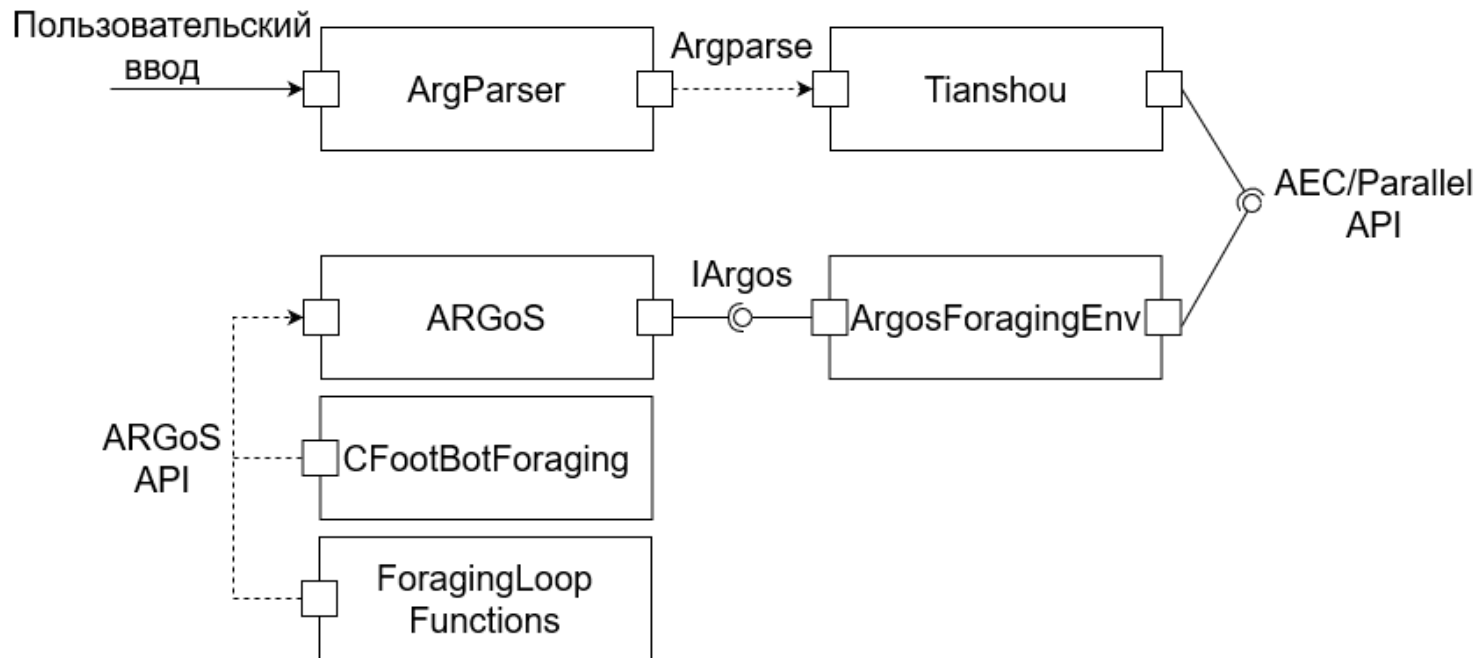 Пользовательский
ввод
ArgParser
Argparse
Tianshou
AEC/Parallel
API
ARGoS
IArgos
ArgosForagingEnv
ARGoS
API
CFootBotForaging
ForagingLoop
Functions